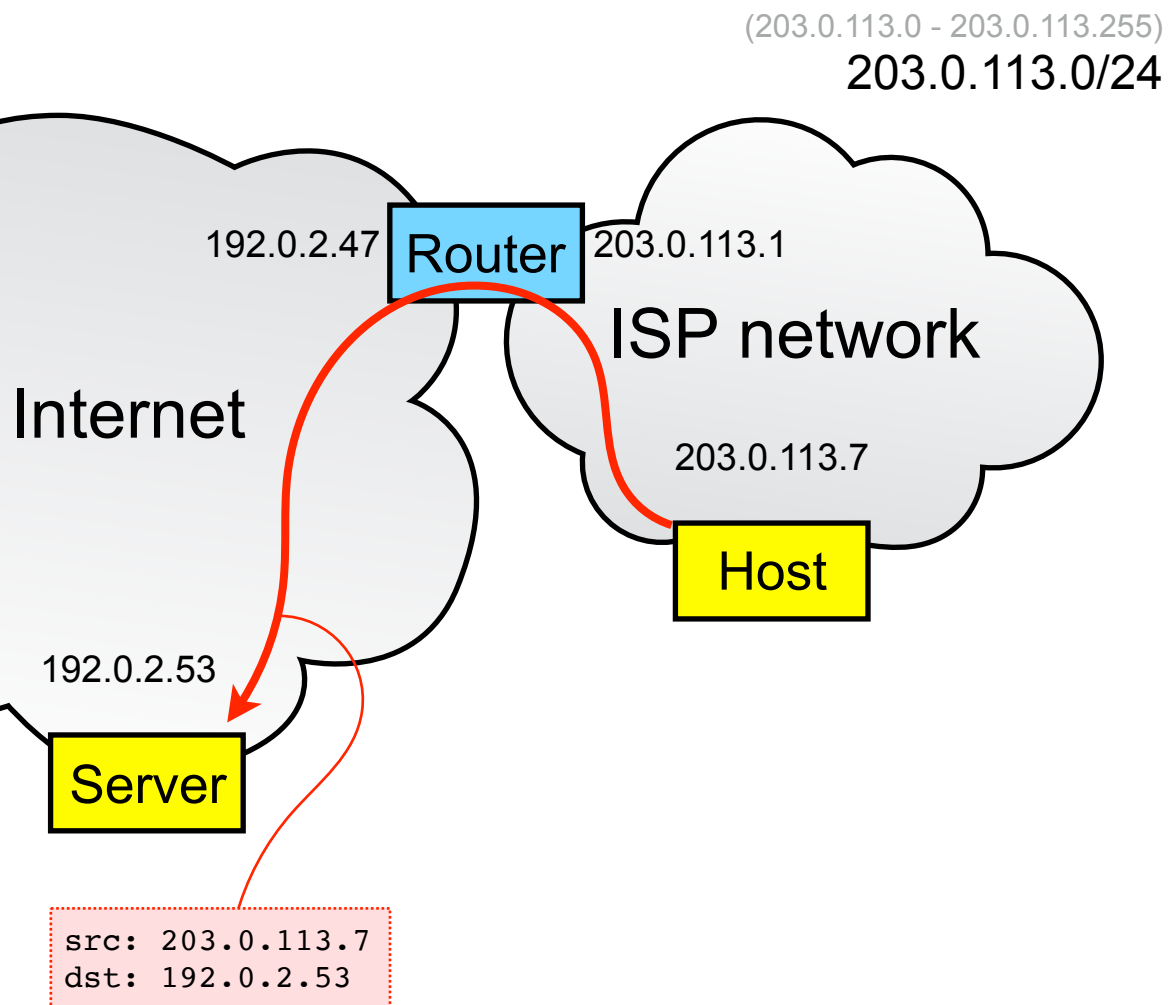 (203.0.113.0 - 203.0.113.255)
203.0.113.0/24
192.0.2.47
Router
203.0.113.1
ISP network
Internet
203.0.113.7
Host
192.0.2.53
Server
src: 203.0.113.7
dst: 192.0.2.53